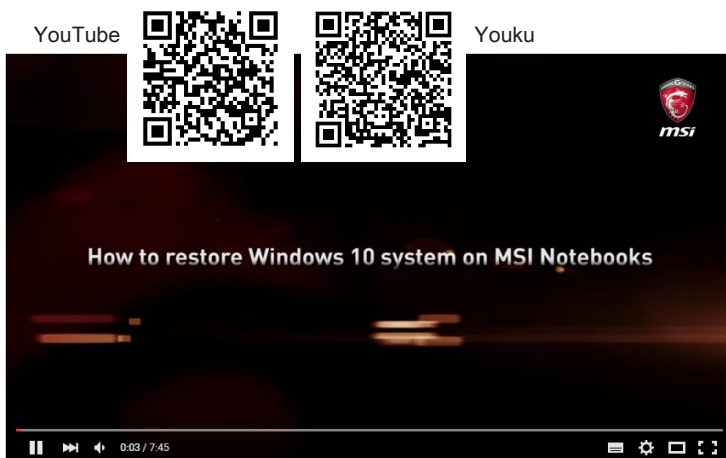 YouTube
Youku
msi
How to restore Windows 10 system on MSI Notebooks
0:03 / 7:45